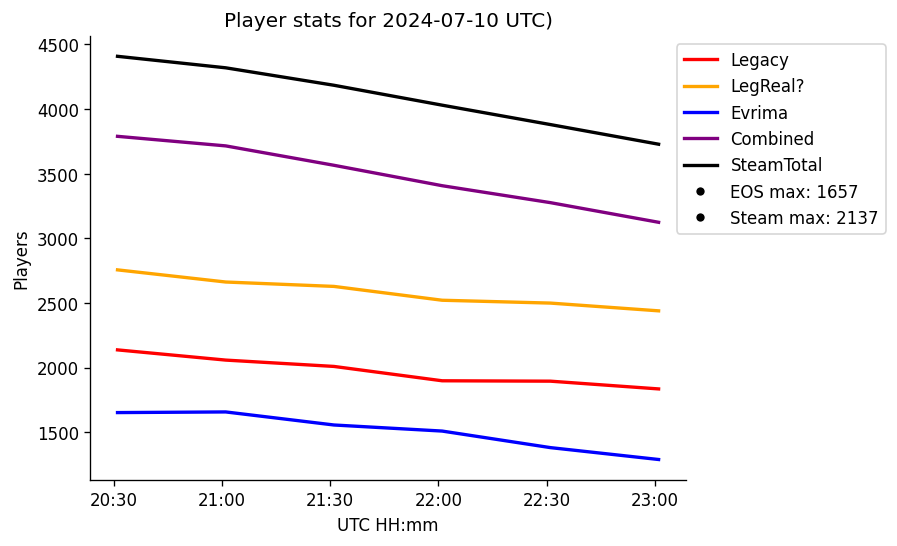 Player stats for 2024-07-10 UTC)
4500
4000
3500
3000
2500
2000
1500
Players
20:30 21:00 21:30 22:00 22:30 23:00
UTC HH:mm
Legacy
LegReal?
Evrima
Combined
SteamTotal
EOS max: 1657
Steam max: 2137